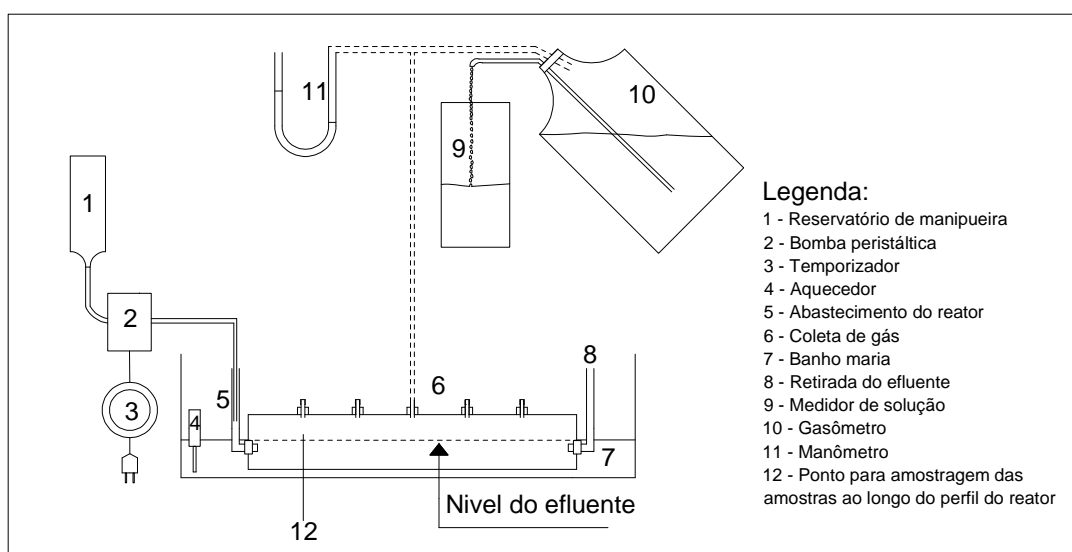 11
10
9
1
2
3
4
5
6
8
7
12
Nivel do efluente
Legenda:
1 - Reservatório de manipueira
2 - Bomba peristáltica
3 - Temporizador
4 - Aquecedor
5 - Abastecimento do reator
6 - Coleta de gás
7 - Banho maria
8 - Retirada do efluente
9 - Medidor de solução
10 - Gasômetro
11 - Manômetro
12 - Ponto para amostragem das
amostras ao longo do perfil do reator